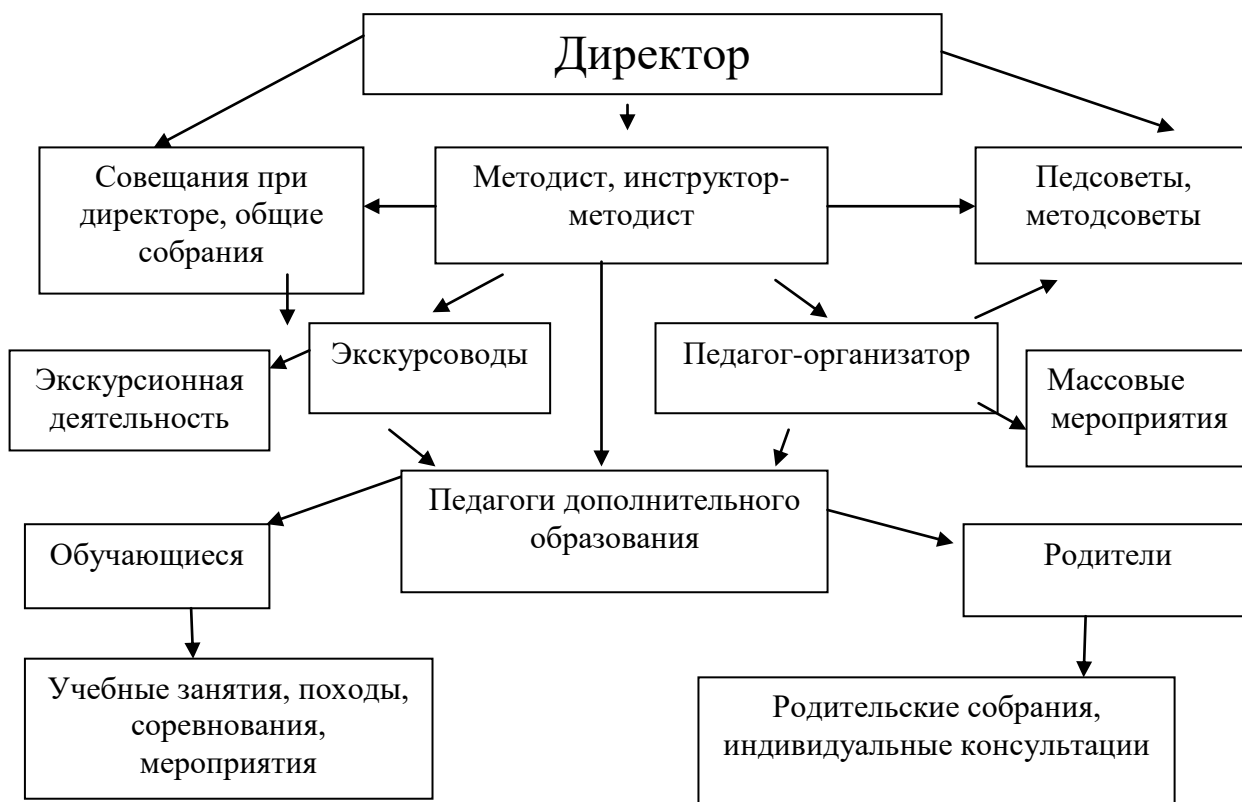 Директор
Совещания при
директоре, общие
собрания
Методист, инструктор-
методист
Педсоветы,
методсоветы
Экскурсионная
деятельность
Экскурсоводы
Педагог-организатор
Массовые
мероприятия
Педагоги дополнительного
образования
Обучающиеся
Родители
Учебные занятия, походы,
соревнования,
мероприятия
Родительские собрания,
индивидуальные консультации